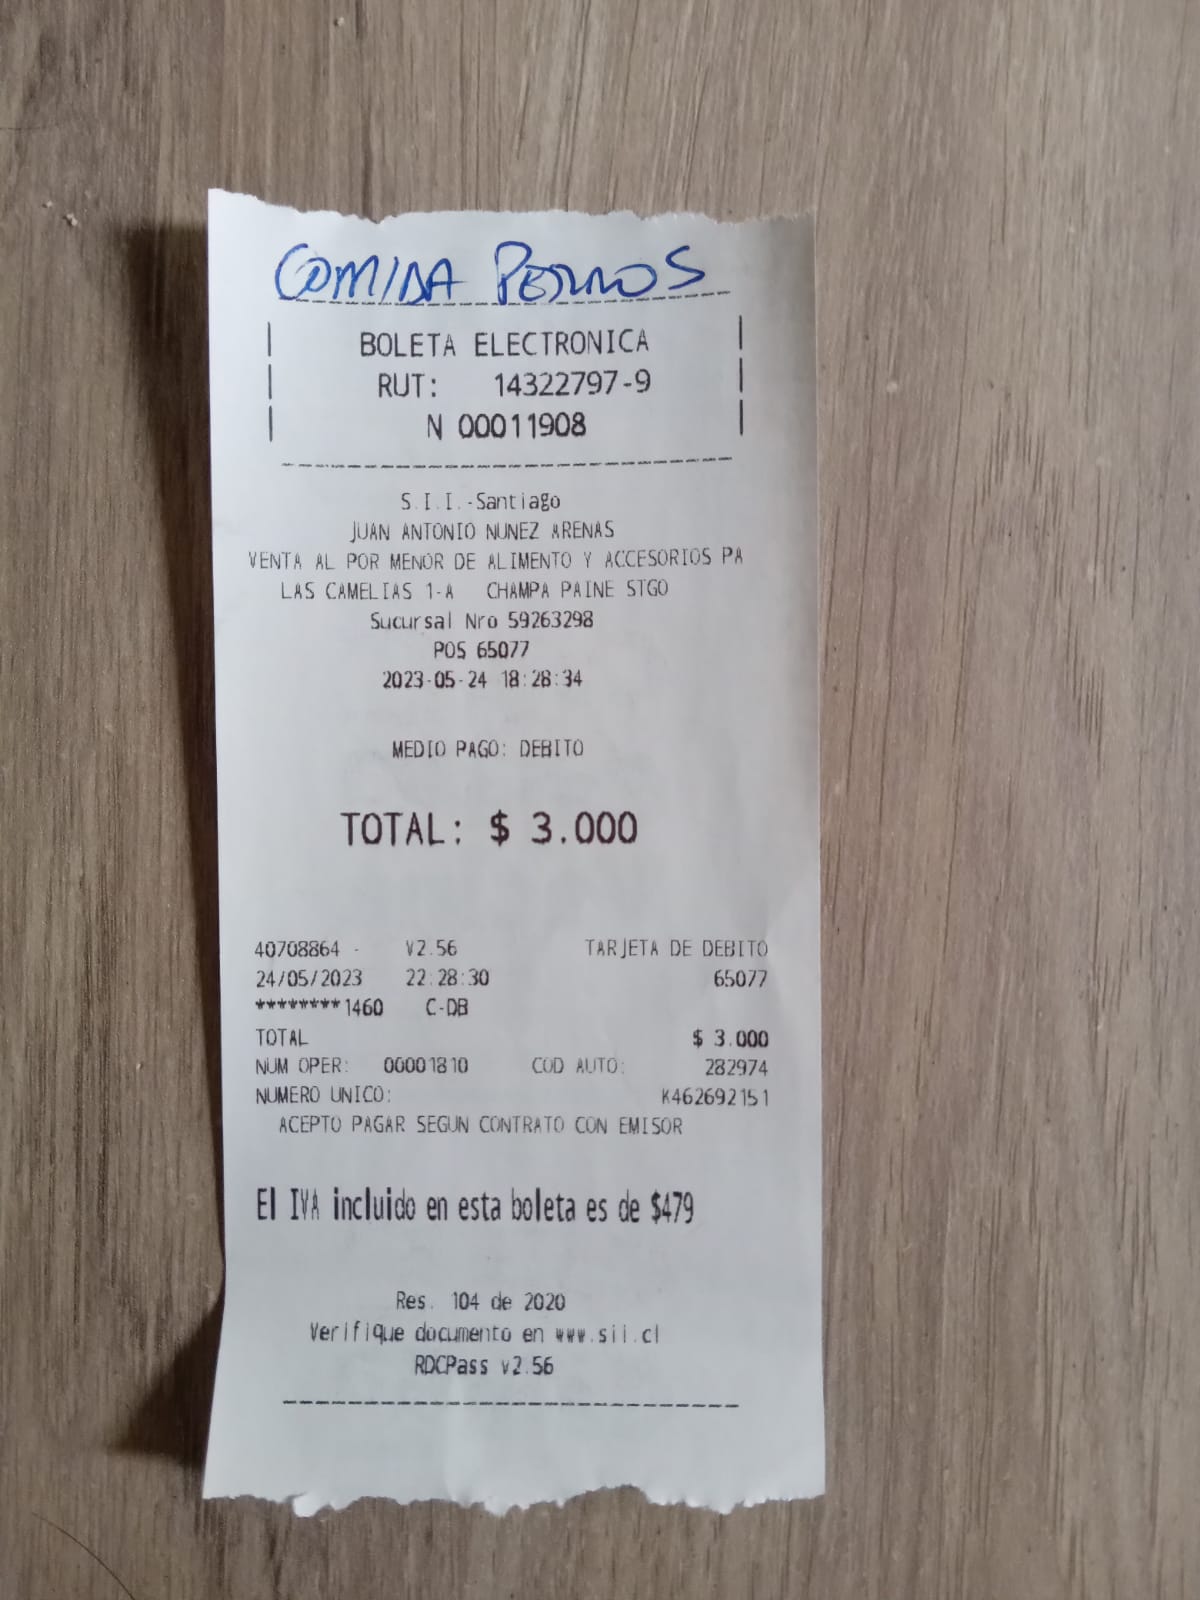 COMIDA PERROS
BOLETA ELECTRONICA
RUT: 14322797-9
N 00011908
S.I.I.-Santiago
JUAN ANTONIO NUNEZ ARENAS
VENTA AL POR MENOR DE ALIMENTO Y ACCESORIOS PA
LAS CAMELIAS 1-A CHAMPA PAINE STGO
Sucursal Nro 59263298
POS 65077
2023-05-24 18:28:34
MEDIO PAGO: DEBITO
TOTAL: $ 3.000
40708864 - V2.56 TARJETA DE DEBITO
24/05/2023 22:28:30 65077
********1460 C-DB
TOTAL $ 3.000
NUM OPER: 00001810 COD AUTO: 282974
NUMERO UNICO: K462692151
ACEPTO PAGAR SEGUN CONTRATO CON EMISOR
El IVA incluido en esta boleta es de $479
Res. 104 de 2020
Verifique documento en www.sii.cl
RDCPass v2.56